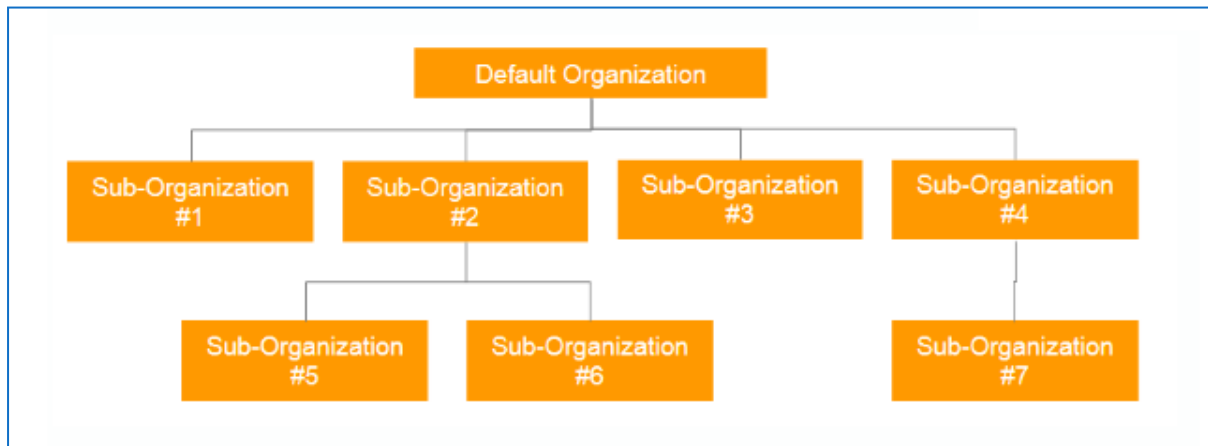 Default Organization
Sub-Organization
#1
Sub-Organization
#2
Sub-Organization
#3
Sub-Organization
#4
Sub-Organization
#5
Sub-Organization
#6
Sub-Organization
#7